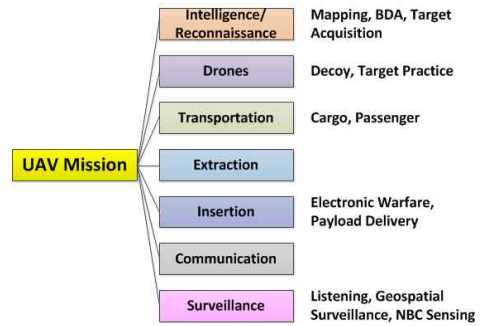 Intelligence/
Reconnaissance
Mapping, BDA, Target
Acquisition
Drones
Decoy, Target Practice
Transportation
Cargo, Passenger
UAV Mission
Extraction
Insertion
Electronic Warfare,
Payload Delivery
Communication
Surveillance
Listening, Geospatial
Surveillance, NBC Sensing